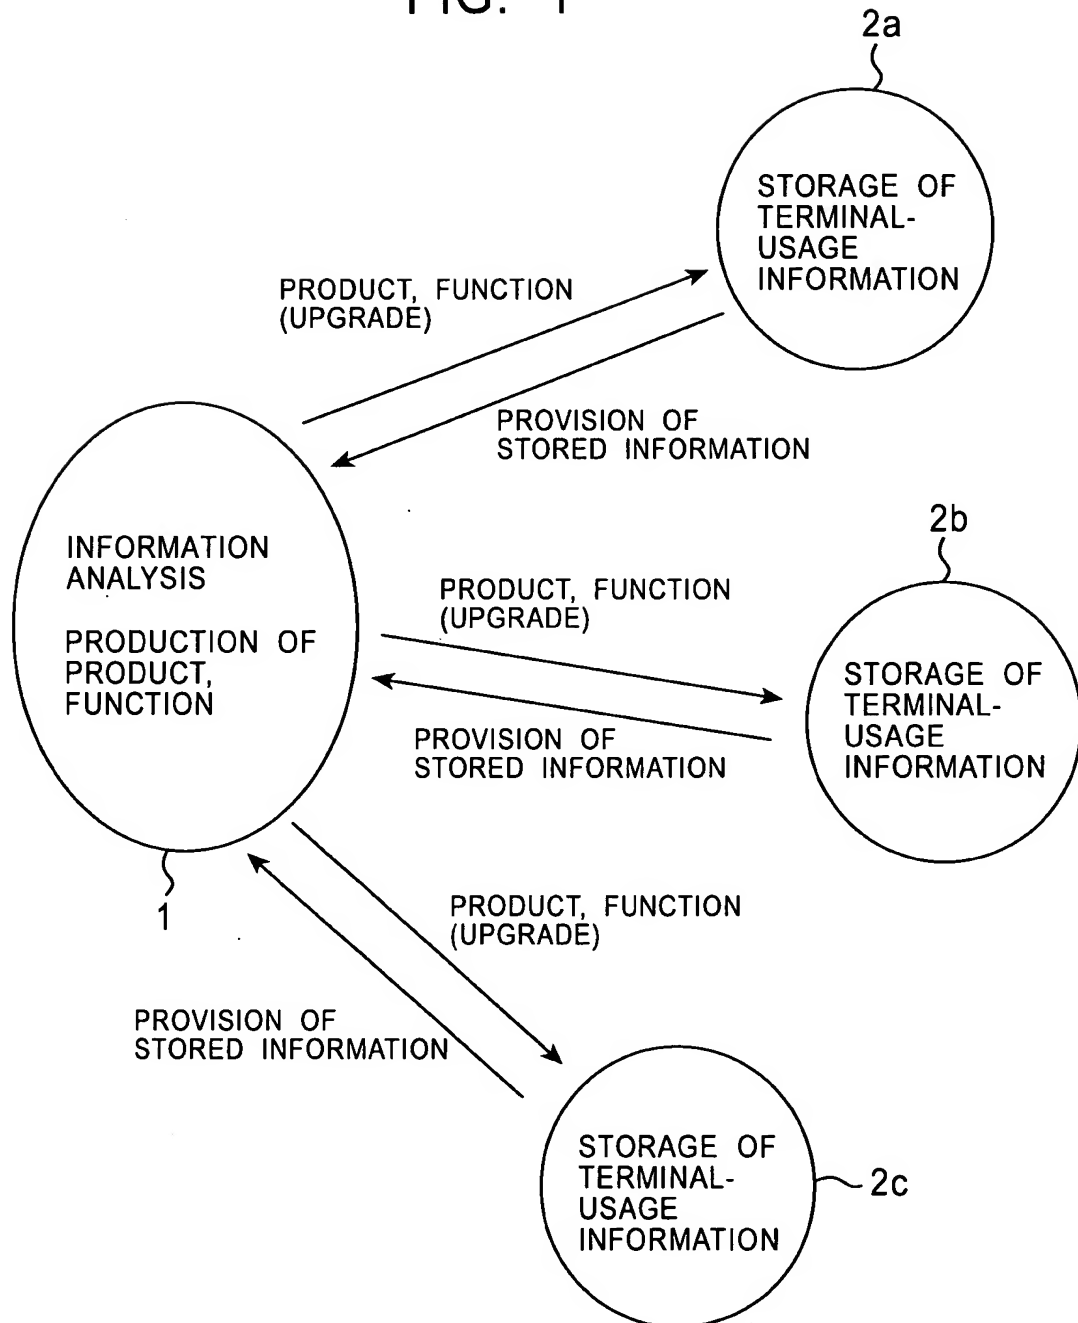 FIG. 1
2a
STORAGE OF
TERMINAL-
USAGE
INFORMATION
PRODUCT, FUNCTION
(UPGRADE)
PROVISION OF
STORED INFORMATION
2b
INFORMATION
ANALYSIS
PRODUCTION OF
PRODUCT,
FUNCTION
PRODUCT, FUNCTION
(UPGRADE)
STORAGE OF
TERMINAL-
USAGE
INFORMATION
PROVISION OF
STORED INFORMATION
1
PRODUCT, FUNCTION
(UPGRADE)
PROVISION OF
STORED INFORMATION
STORAGE OF
TERMINAL-
USAGE
INFORMATION
2c